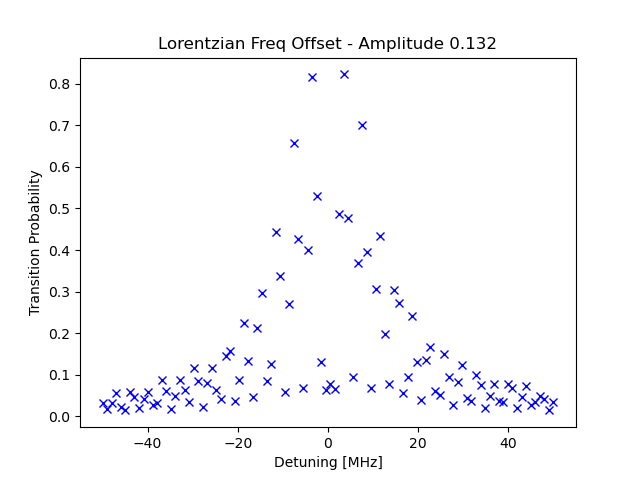 Lorentzian Freq Offset - Amplitude 0.132
Transition Probability
0.8
0.7
0.6
0.5
0.4
0.3
0.2
0.1
0.0
−40 −20 0 20 40
Detuning [MHz]